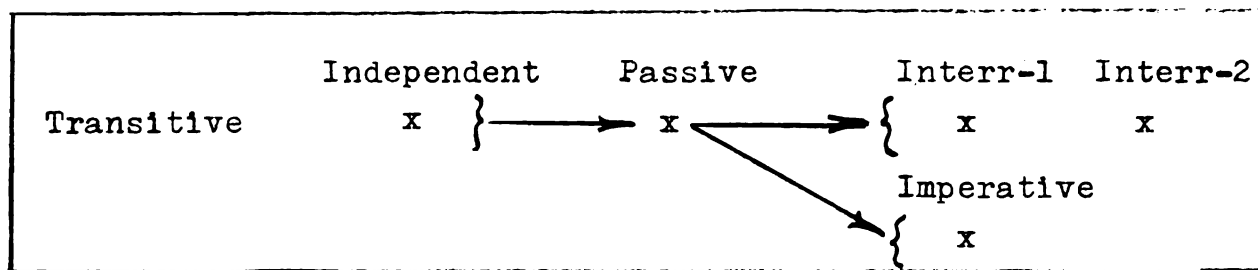 Independent Passive Interr-1 Interr-2
Transitive x } x { x x
Imperative
{ x